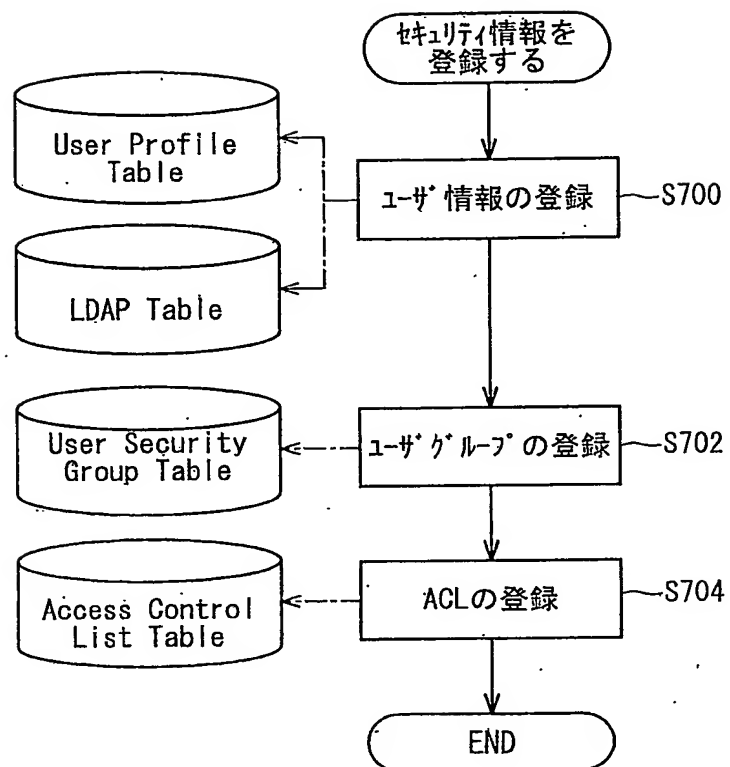 ｾｷｭﾘﾃｨ情報を
登録する
User Profile
Table
ﾕｰｻﾞ情報の登録
S700
LDAP Table
User Security
Group Table
ﾕｰｻﾞｸﾞﾙｰﾌﾟの登録
S702
Access Control
List Table
ACLの登録
S704
END